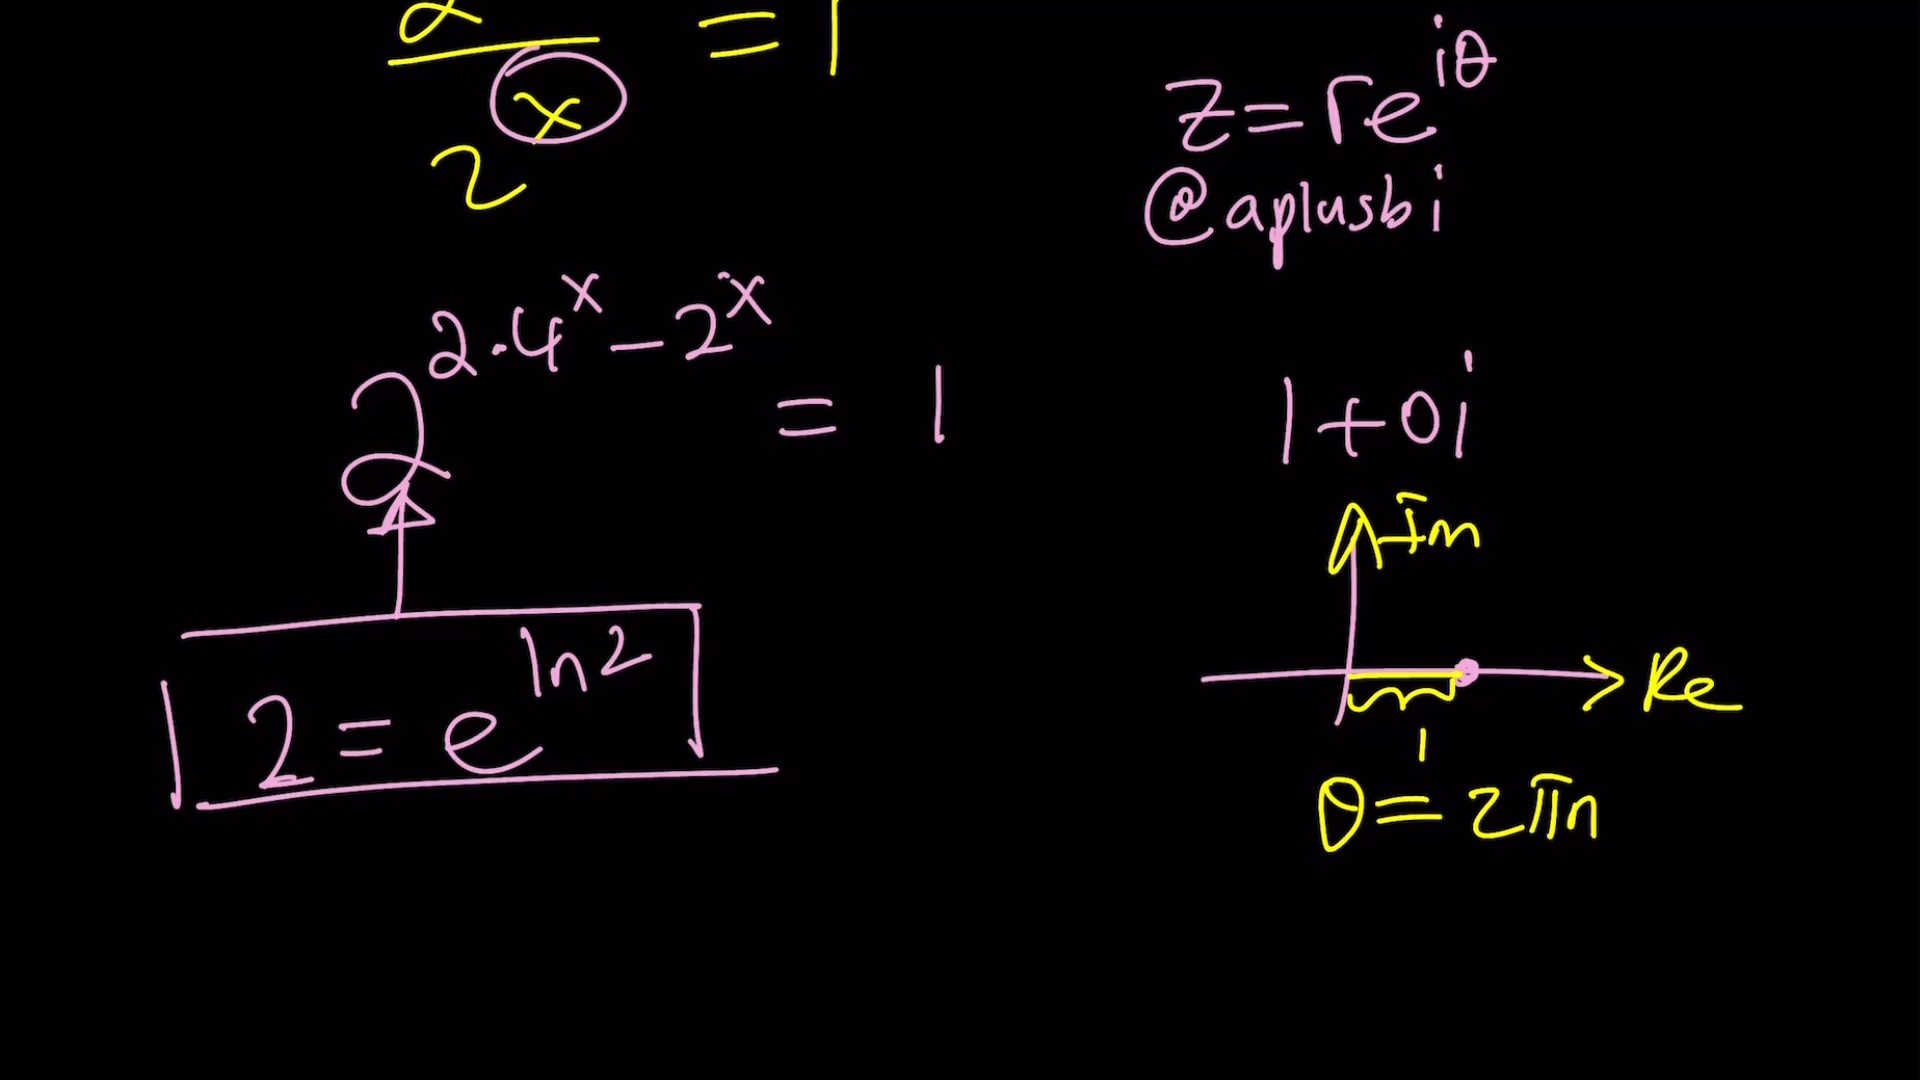 2
= 1
2^x
z = re^{iθ}
@aplusbi
2^{2·4^x − 2^x} = 1
1+0i
Im
Re
1
2 = e^{ln 2}
θ = 2πn